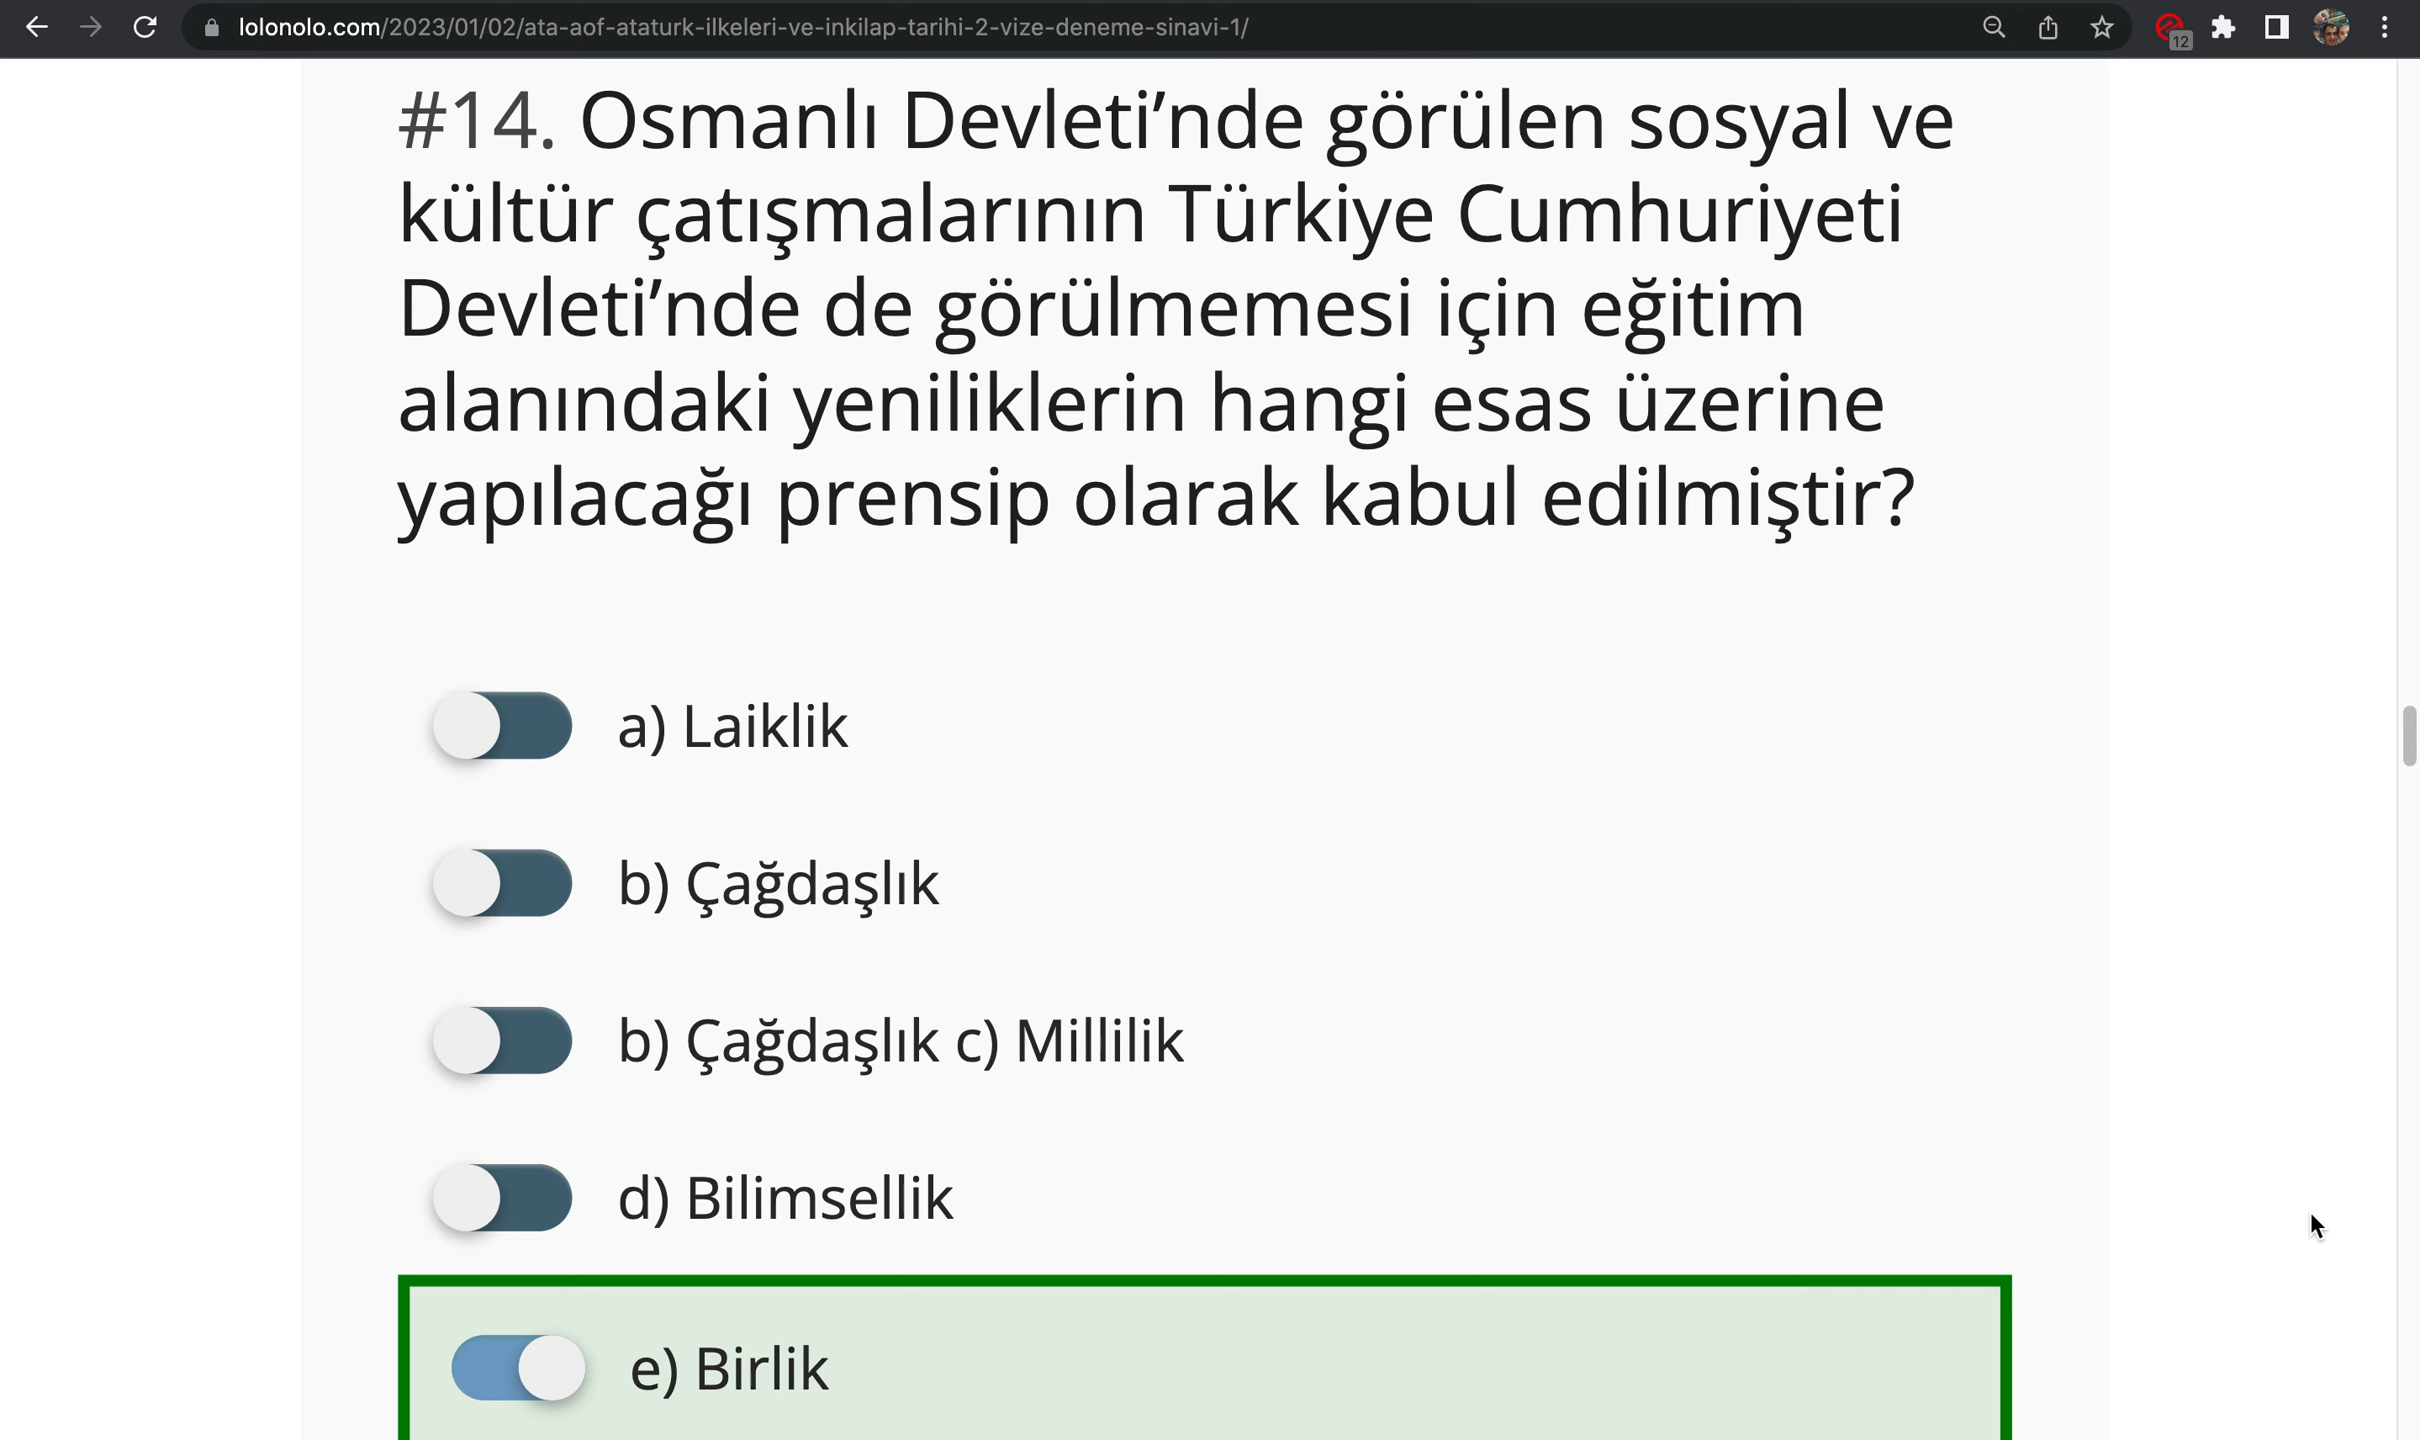 lolonolo.com/2023/01/02/ata-aof-ataturk-ilkeleri-ve-inkilap-tarihi-2-vize-deneme-sinavi-1/
12
#14. Osmanlı Devleti’nde görülen sosyal ve
kültür çatışmalarının Türkiye Cumhuriyeti
Devleti’nde de görülmemesi için eğitim
alanındaki yeniliklerin hangi esas üzerine
yapılacağı prensip olarak kabul edilmiştir?
a) Laiklik
b) Çağdaşlık
b) Çağdaşlık c) Millilik
d) Bilimsellik
e) Birlik